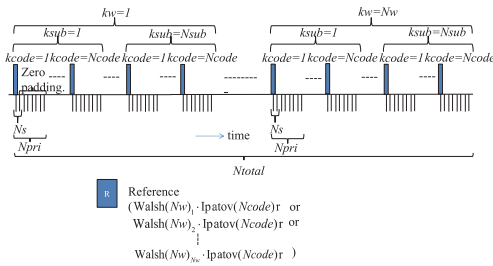 kw=1
kw=Nw
ksub=1
ksub=Nsub
ksub=1
ksub=Nsub
kcode=1
kcode=Ncode
kcode=1
kcode=Ncode
kcode=1
kcode=Ncode
kcode=1
kcode=Ncode
Zero
padding.
Ns
Npri
time
Ns
Npri
Ntotal
R
Reference
(Walsh(Nw)₁·Ipatov(Ncode)r or
Walsh(Nw)₂·Ipatov(Ncode)r or
Walsh(Nw)Nw·Ipatov(Ncode)r )